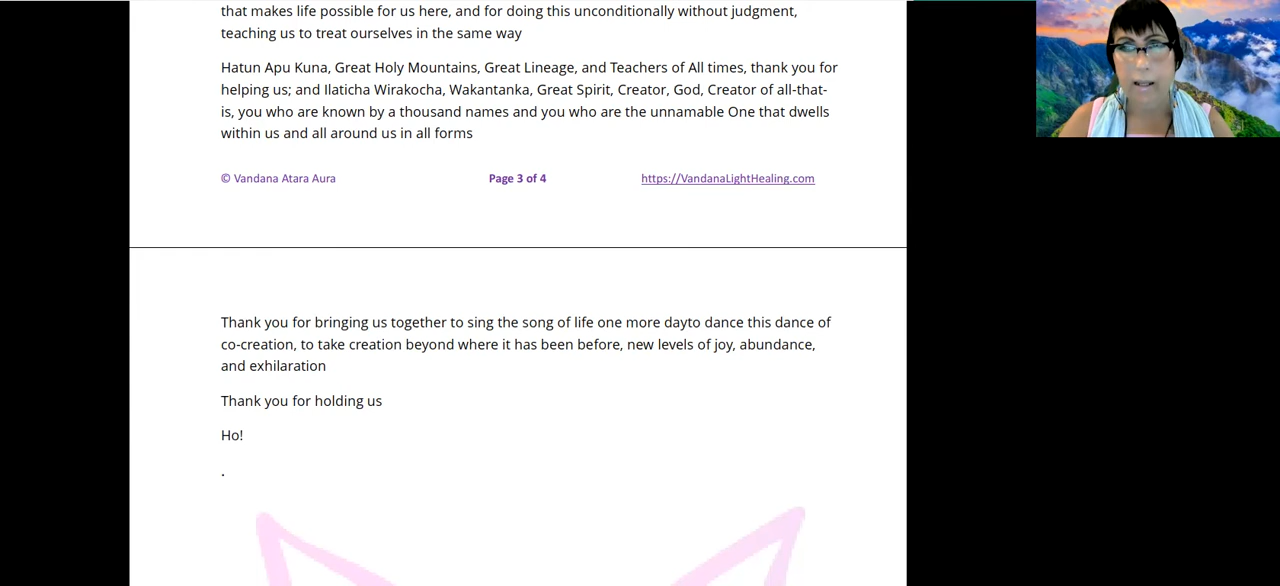 that makes life possible for us here, and for doing this unconditionally without judgment,
teaching us to treat ourselves in the same way
Hatun Apu Kuna, Great Holy Mountains, Great Lineage, and Teachers of All times, thank you for
helping us; and Ilaticha Wirakocha, Wakantanka, Great Spirit, Creator, God, Creator of all-that-
is, you who are known by a thousand names and you who are the unnamable One that dwells
within us and all around us in all forms
© Vandana Atara Aura Page 3 of 4 https://VandanaLightHealing.com
Thank you for bringing us together to sing the song of life one more dayto dance this dance of
co-creation, to take creation beyond where it has been before, new levels of joy, abundance,
and exhilaration
Thank you for holding us
Ho!
.